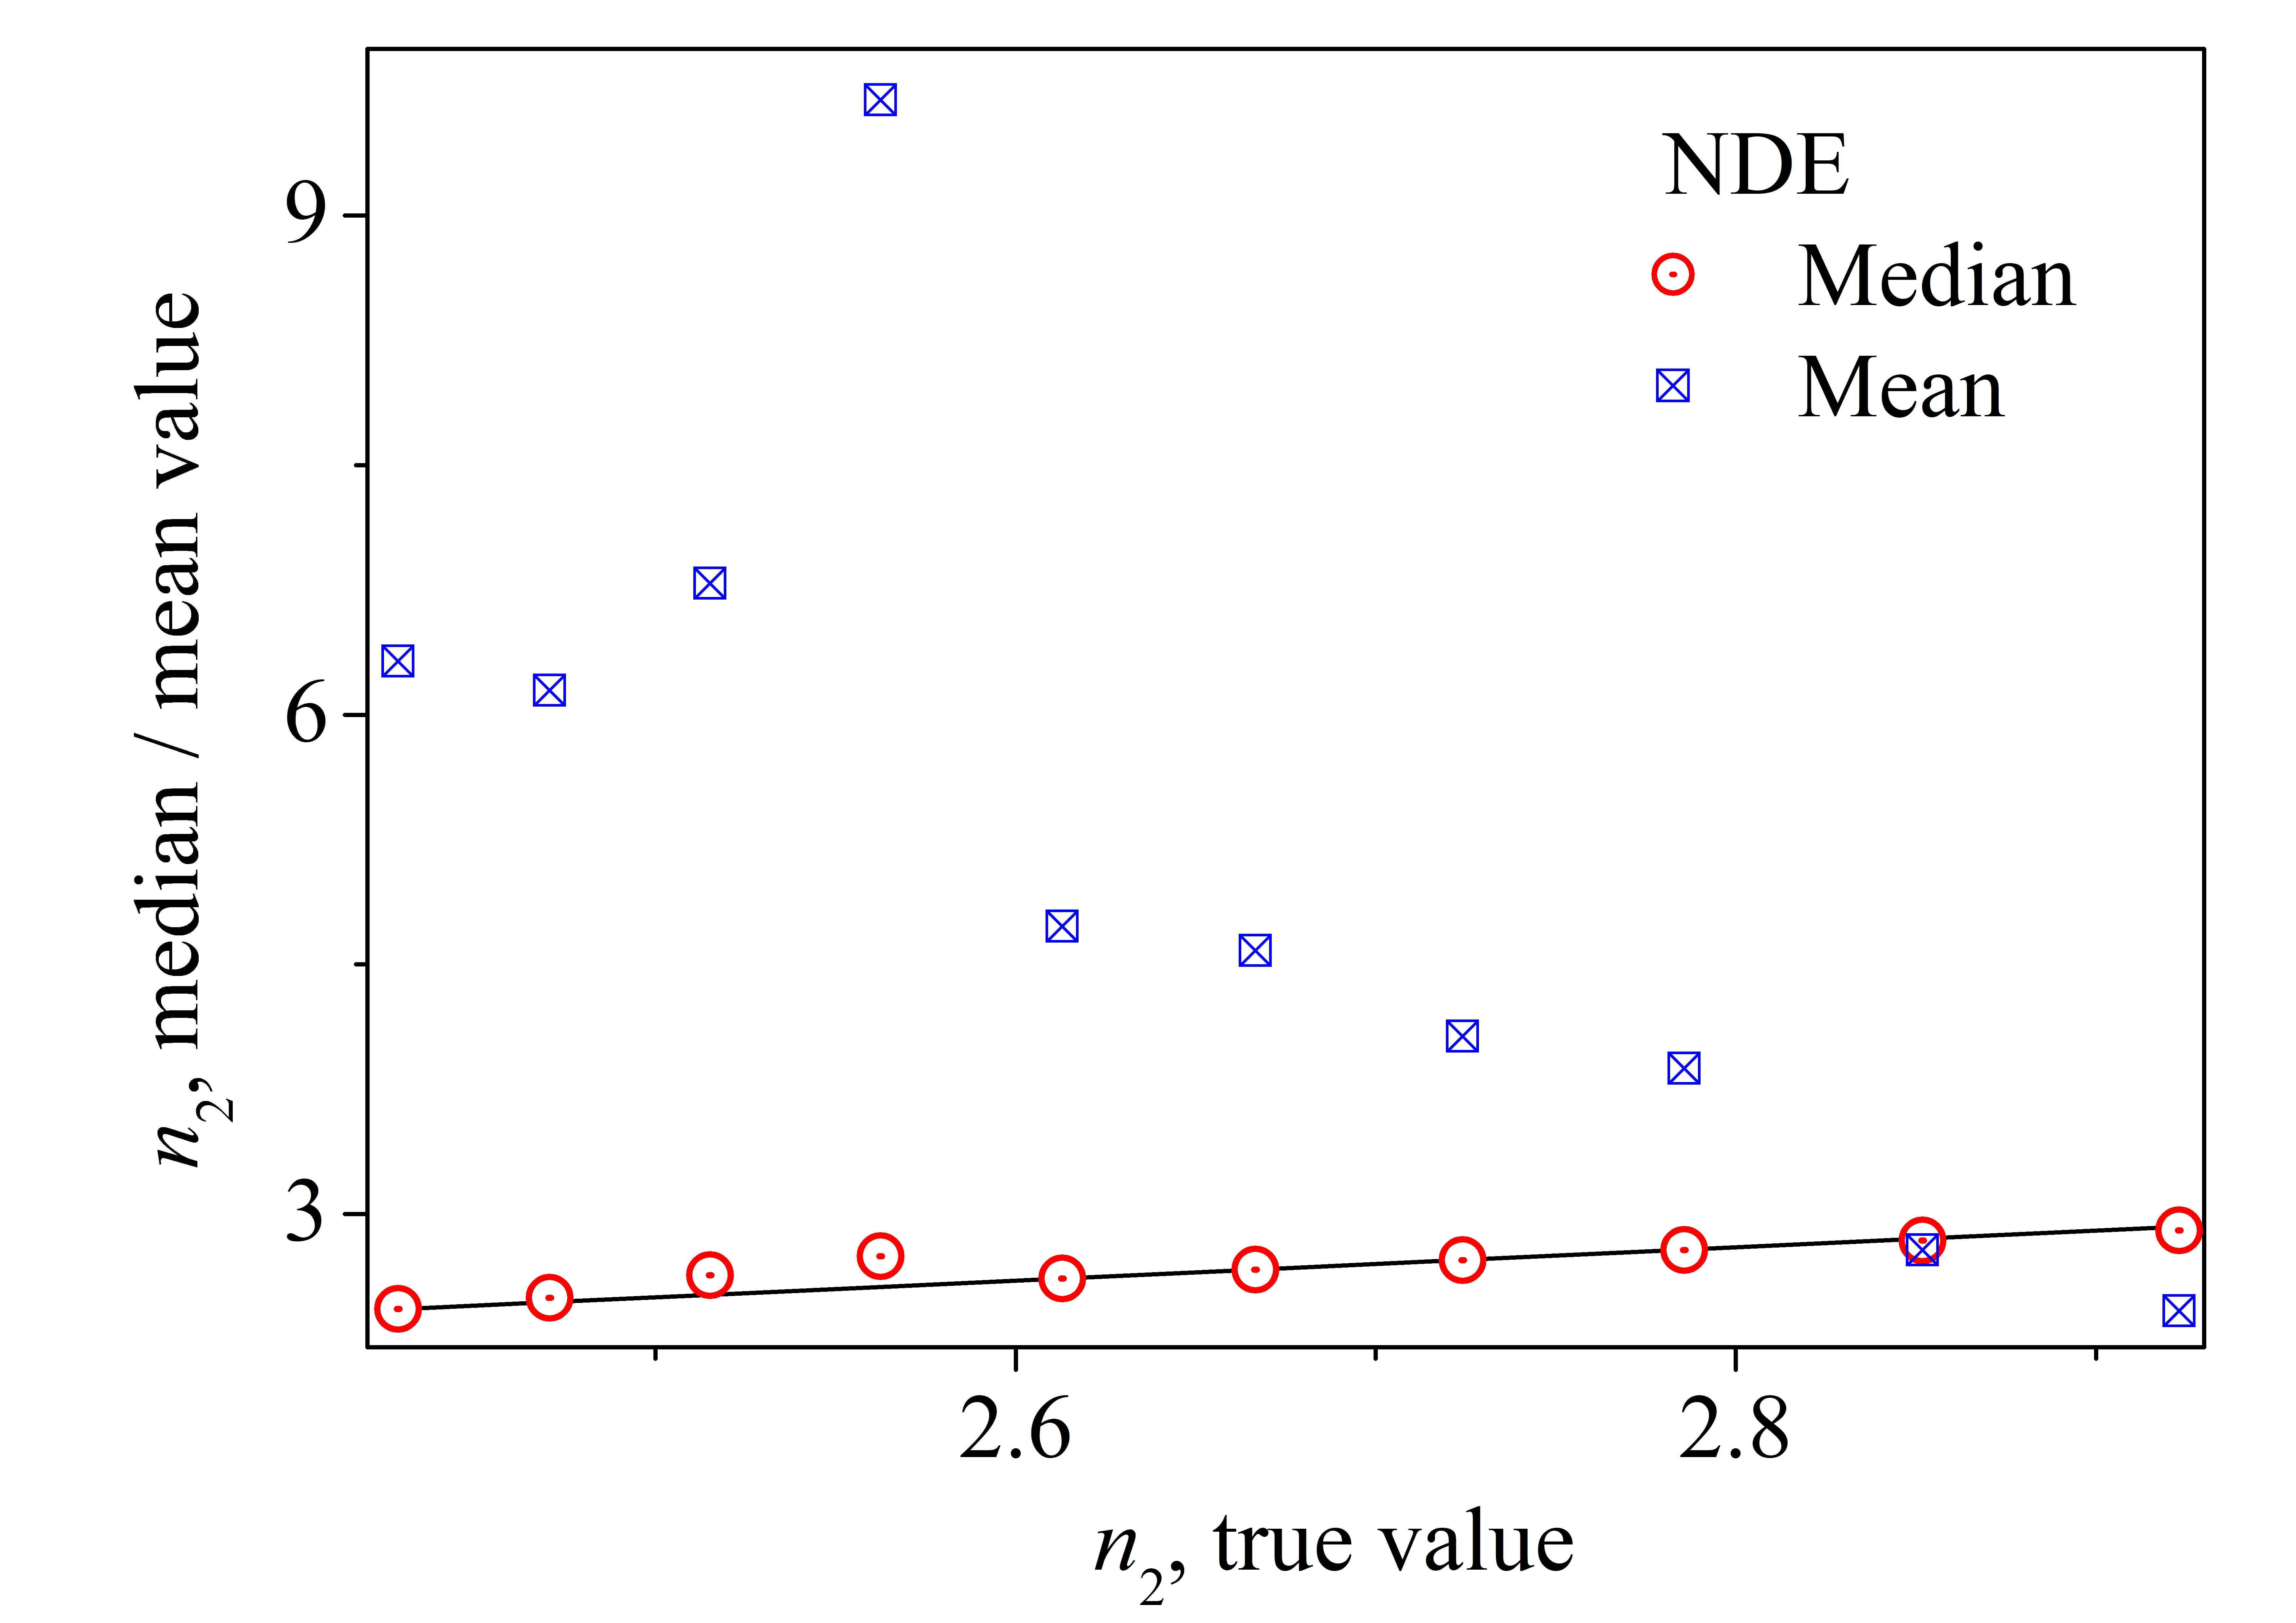 NDE
Median
Mean
9
6
3
2.6
2.8
n2, median / mean value
n2, true value